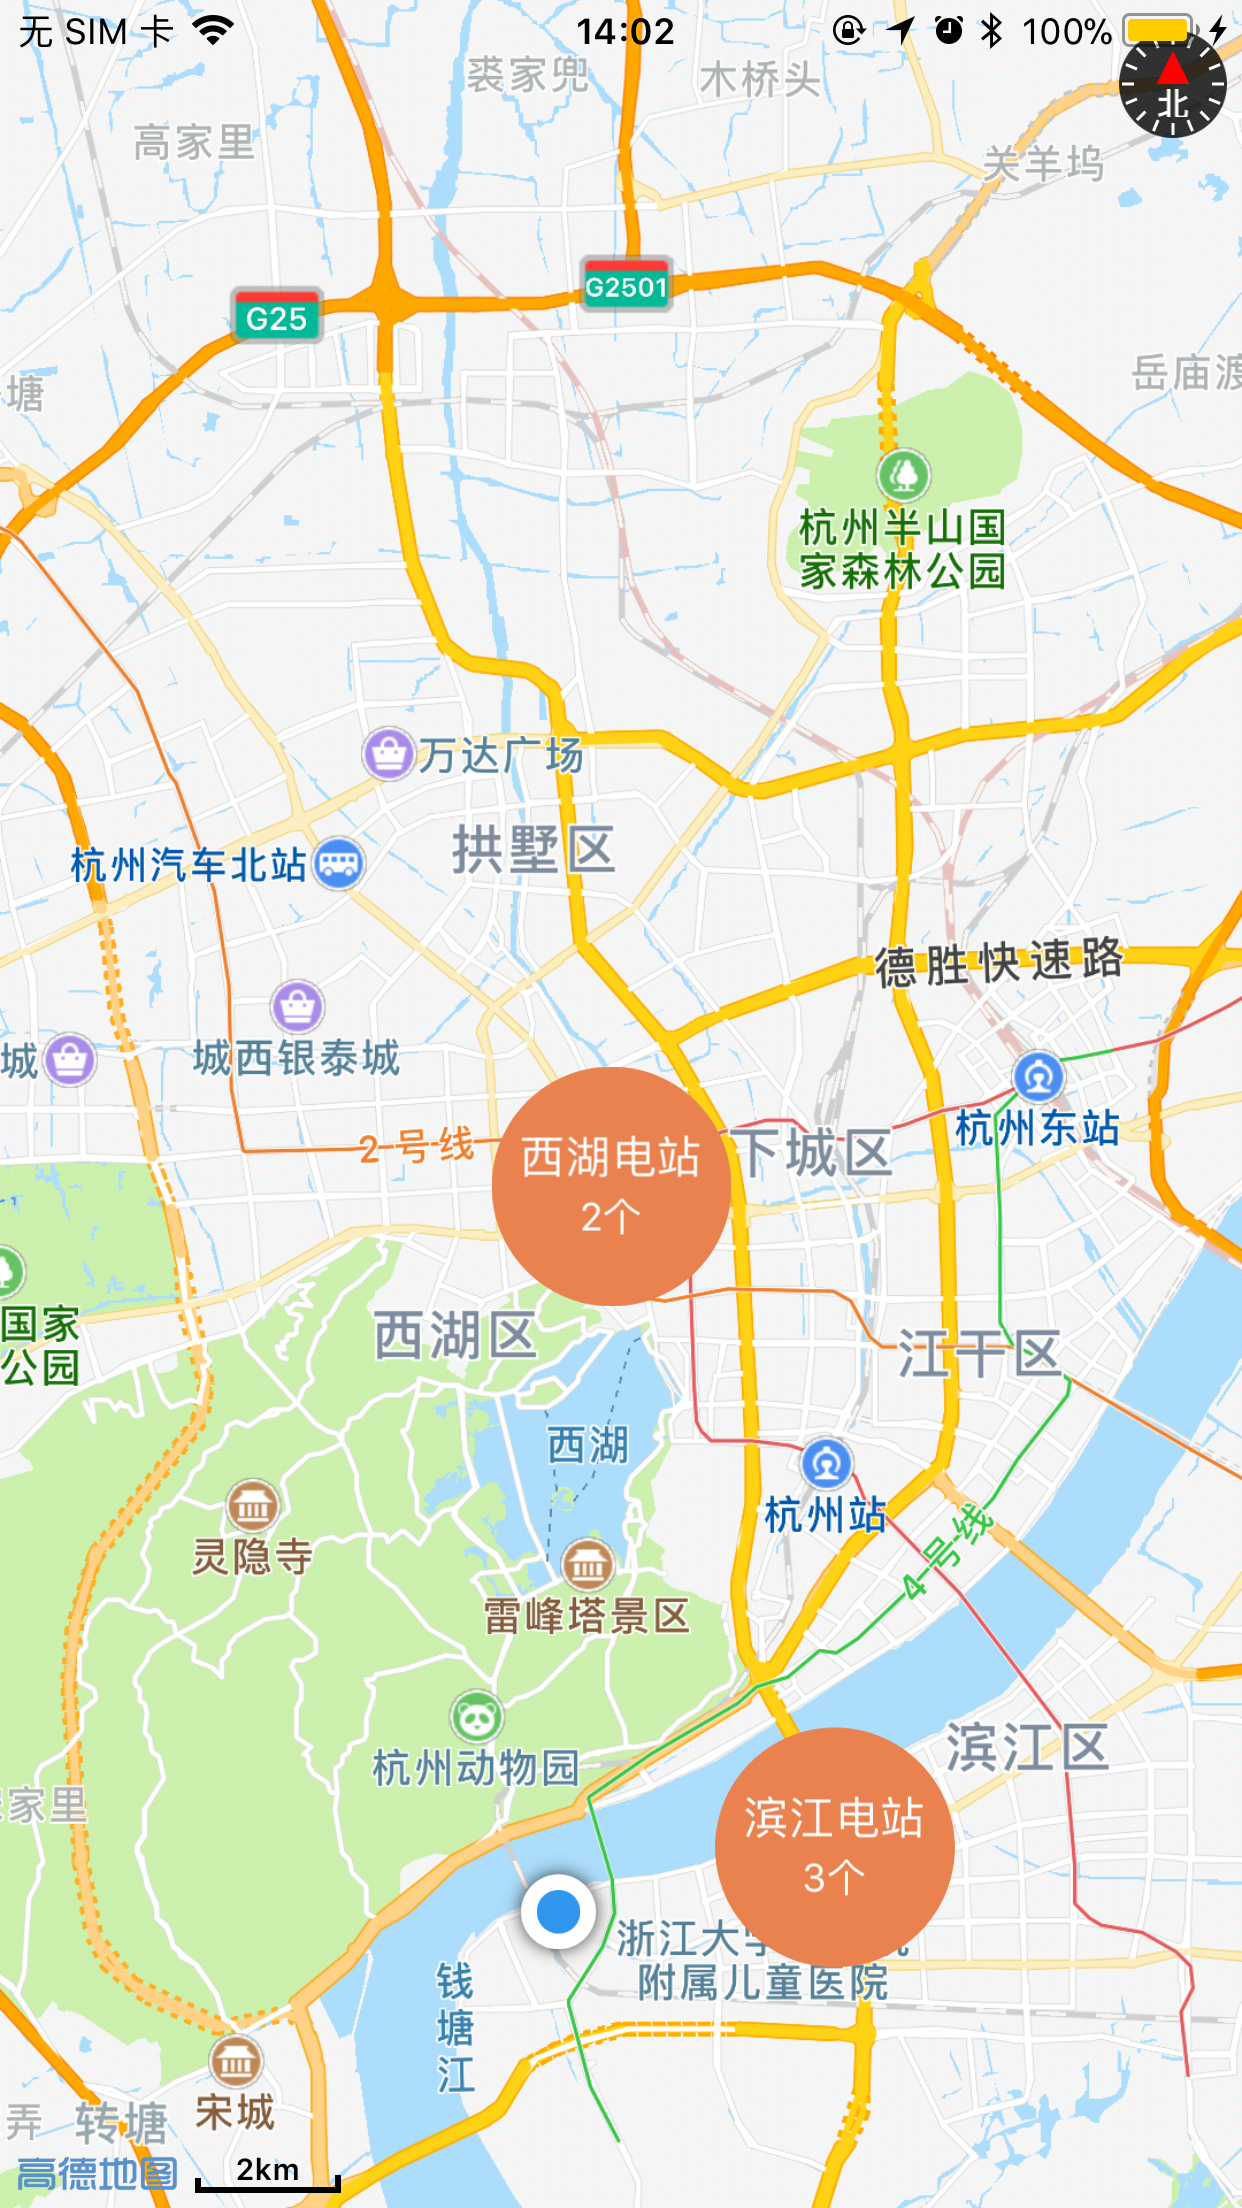 无 SIM 卡
14:02
100%
北
裘家兜
木桥头
高家里
关羊坞
G2501
G25
岳庙渡
塘
杭州半山国
家森林公园
万达广场
拱墅区
杭州汽车北站
德胜快速路
城西银泰城
城
杭州东站
2号线
下城区
西湖电站
2个
国家
公园
西湖区
江干区
西湖
杭州站
灵隐寺
4号线
雷峰塔景区
滨江区
杭州动物园
家里
滨江电站
3个
浙江大学
附属儿童医院
钱塘江
宋城
弄
转塘
高德地图
2km